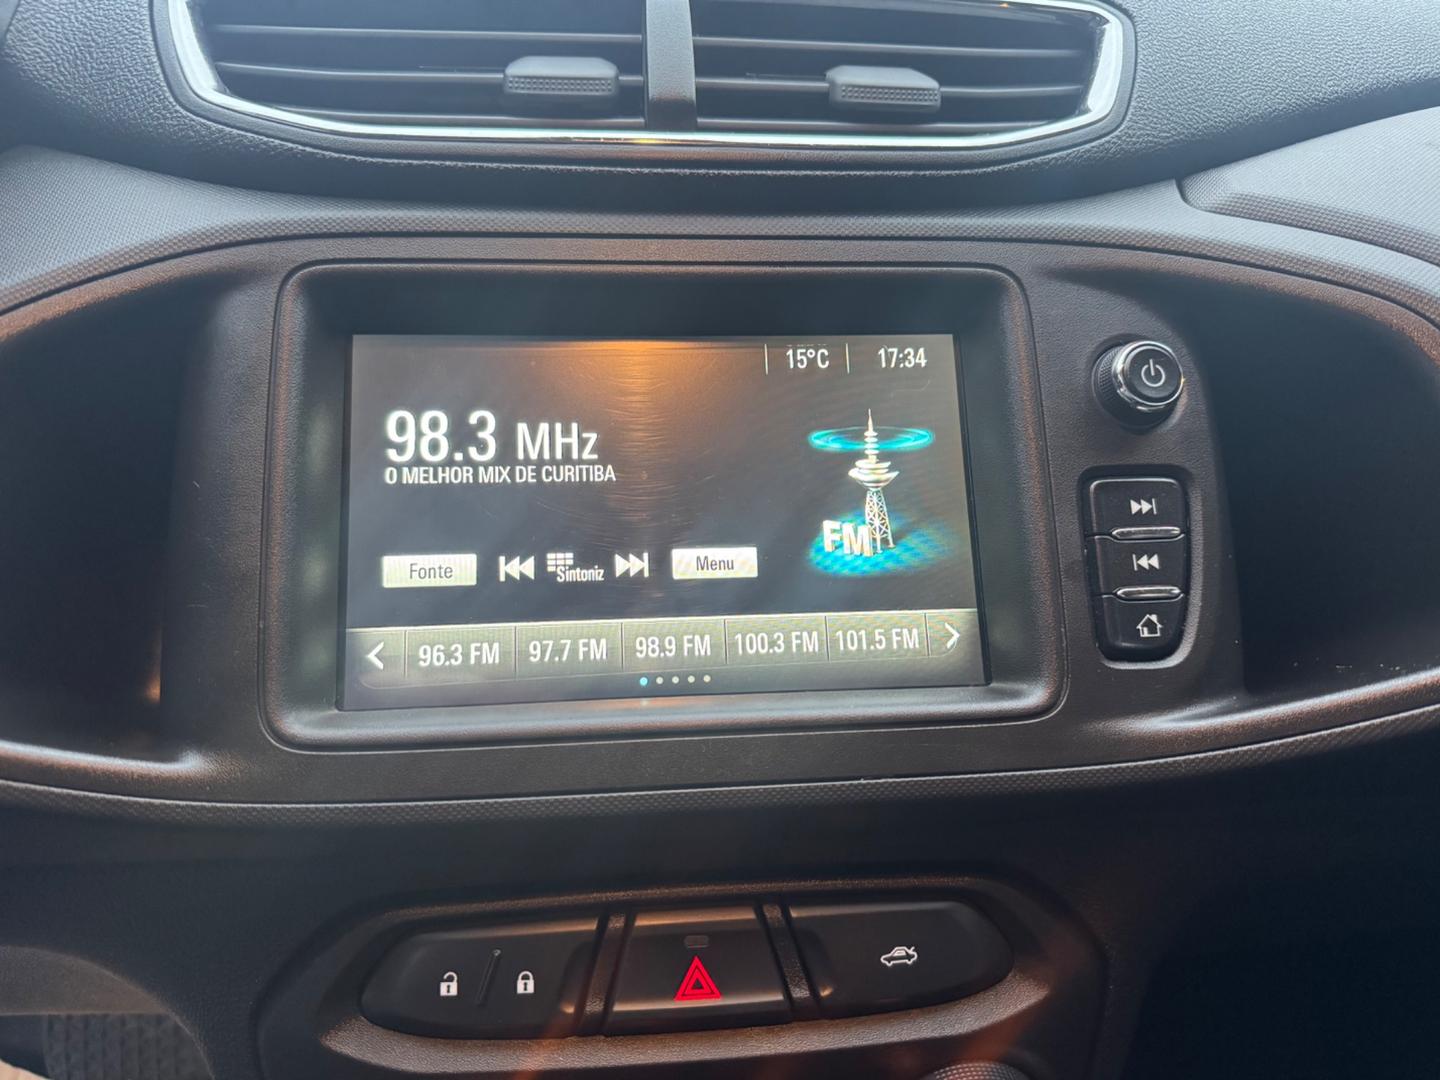 15°C 17:34
98.3 MHz
O MELHOR MIX DE CURITIBA
FM
Fonte Sintoniz Menu
96.3 FM 97.7 FM 98.9 FM 100.3 FM 101.5 FM